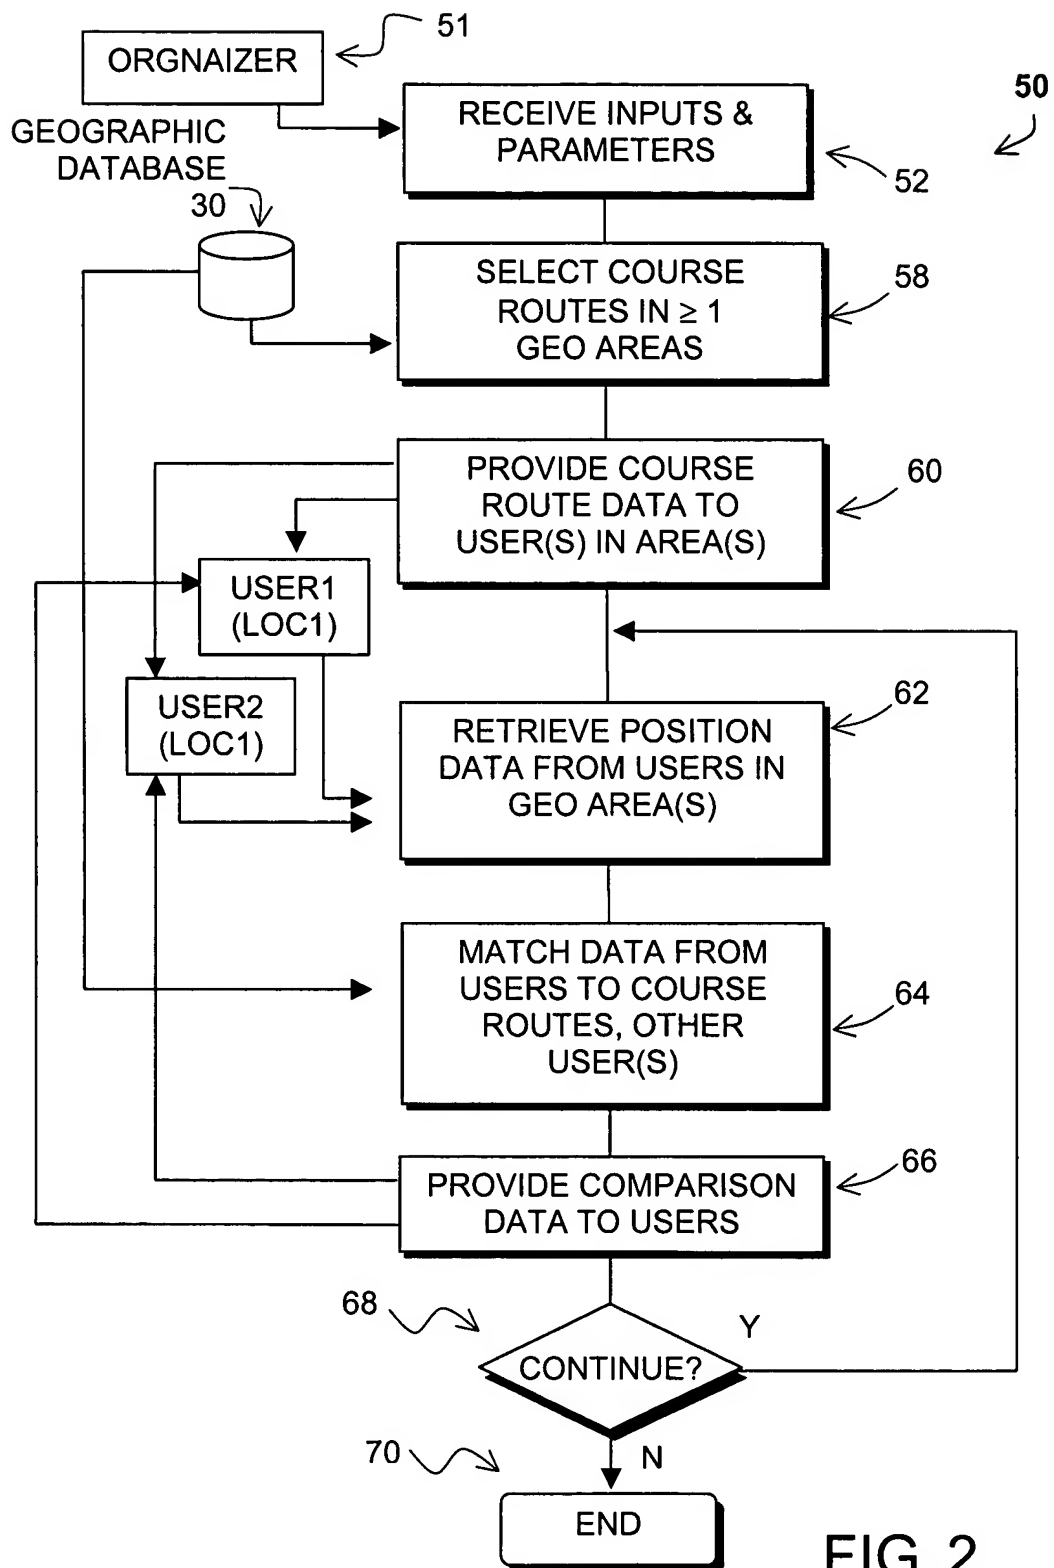 51
ORGNAIZER
50
RECEIVE INPUTS &
PARAMETERS
52
GEOGRAPHIC
DATABASE
30
SELECT COURSE
ROUTES IN ≥ 1
GEO AREAS
58
PROVIDE COURSE
ROUTE DATA TO
USER(S) IN AREA(S)
60
USER1
(LOC1)
USER2
(LOC1)
RETRIEVE POSITION
DATA FROM USERS IN
GEO AREA(S)
62
MATCH DATA FROM
USERS TO COURSE
ROUTES, OTHER
USER(S)
64
PROVIDE COMPARISON
DATA TO USERS
66
68
CONTINUE?
Y
N
70
END
FIG. 2